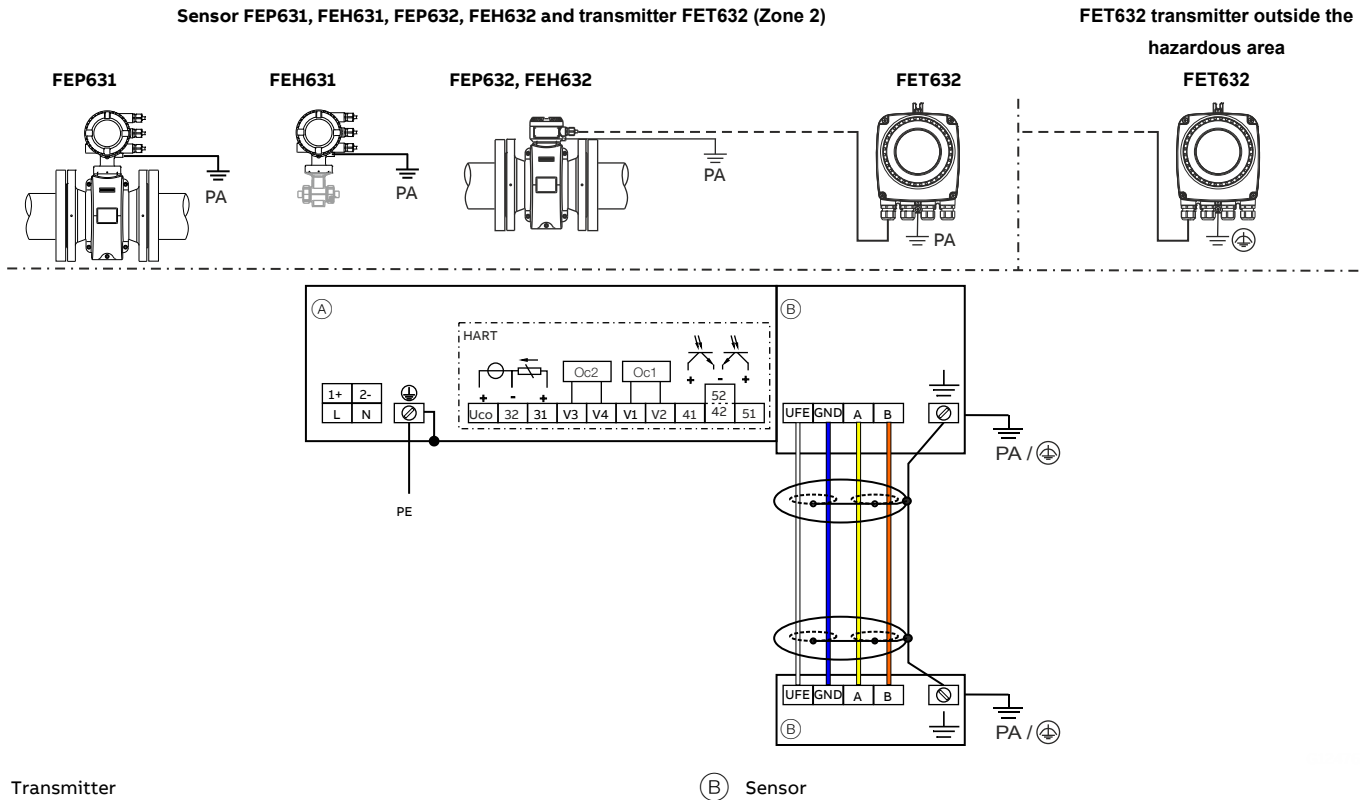 Sensor FEP631, FEH631, FEP632, FEH632 and transmitter FET632 (Zone 2)
FET632 transmitter outside the
hazardous area
FEP631
FEH631
FEP632, FEH632
FET632
FET632
PA
PA
PA
PA
A
B
HART
Oc2
Oc1
+ - +
+ - +
1+ 2-
L N
Uco 32 31 V3 V4 V1 V2 41 52 42 51
UFE GND A B
PA /
PE
UFE GND A B
B
PA /
Transmitter
B Sensor